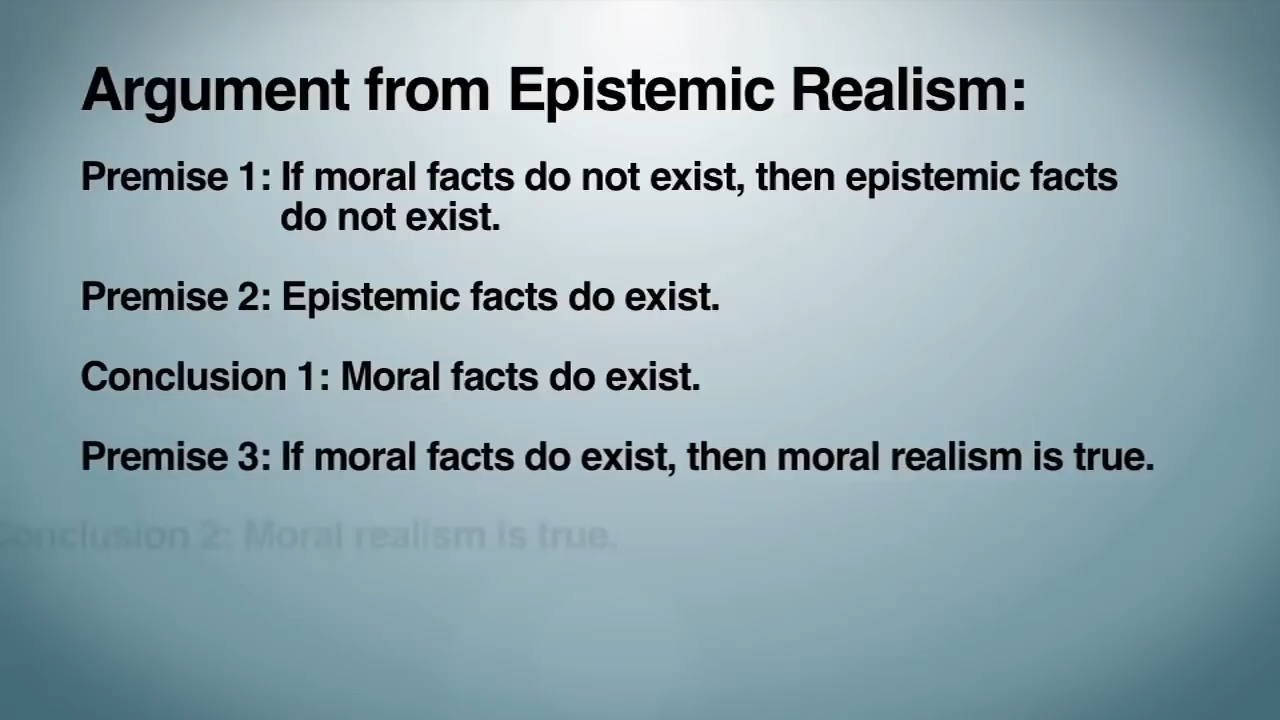 Argument from Epistemic Realism:
Premise 1: If moral facts do not exist, then epistemic facts
do not exist.
Premise 2: Epistemic facts do exist.
Conclusion 1: Moral facts do exist.
Premise 3: If moral facts do exist, then moral realism is true.
Conclusion 2: Moral realism is true.